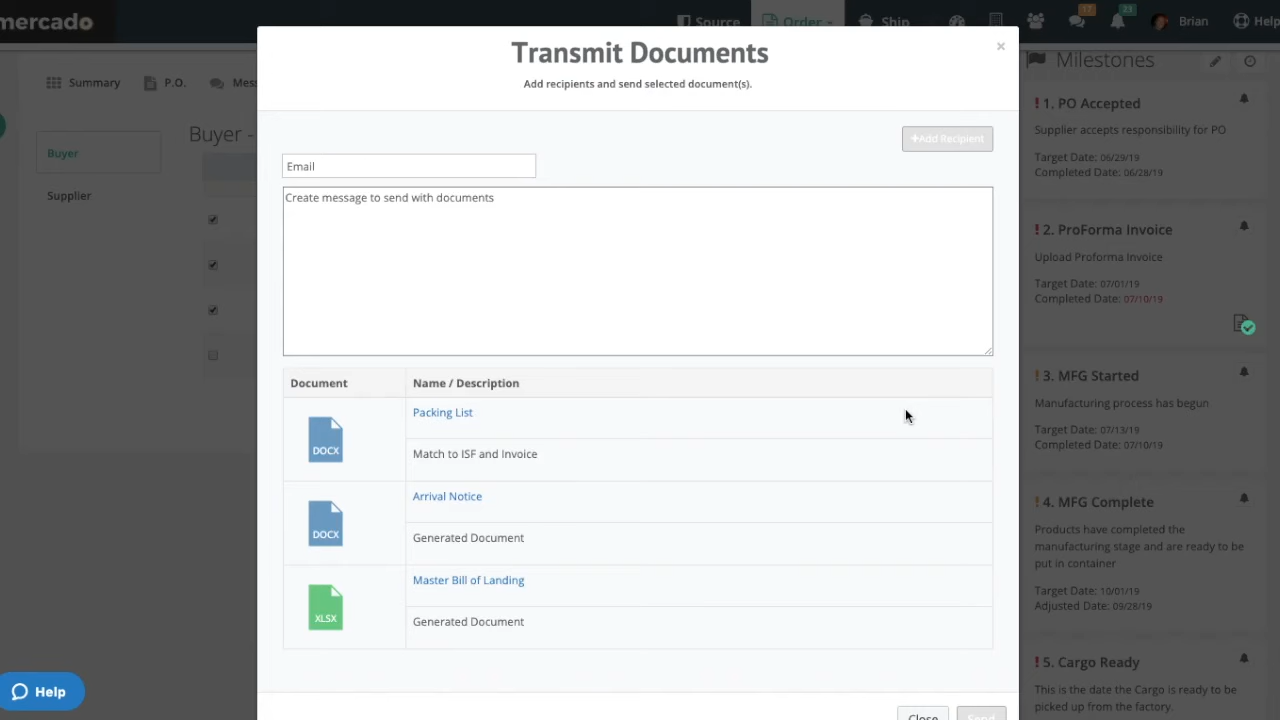 mercado
Source
Order
Ship
17
23
Brian
Help
Transmit Documents
×
Add recipients and send selected document(s).
Summary
P.O.
Buyer
Supplier
Buyer -
+Add Recipient
Email
Create message to send with documents
Document
Name / Description
DOCX
Packing List
Match to ISF and Invoice
DOCX
Arrival Notice
Generated Document
XLSX
Master Bill of Landing
Generated Document
Close
Send
Milestones
! 1. PO Accepted
Supplier accepts responsibility for PO
Target Date: 06/29/19
Completed Date: 06/28/19
! 2. ProForma Invoice
Upload Proforma Invoice
Target Date: 07/01/19
Completed Date: 07/10/19
! 3. MFG Started
Manufacturing process has begun
Target Date: 07/13/19
Completed Date: 07/10/19
! 4. MFG Complete
Products have completed the
manufacturing stage and are ready to be
put in container
Target Date: 10/01/19
Adjusted Date: 09/28/19
! 5. Cargo Ready
This is the date the Cargo is ready to be
picked up from the factory.
Help